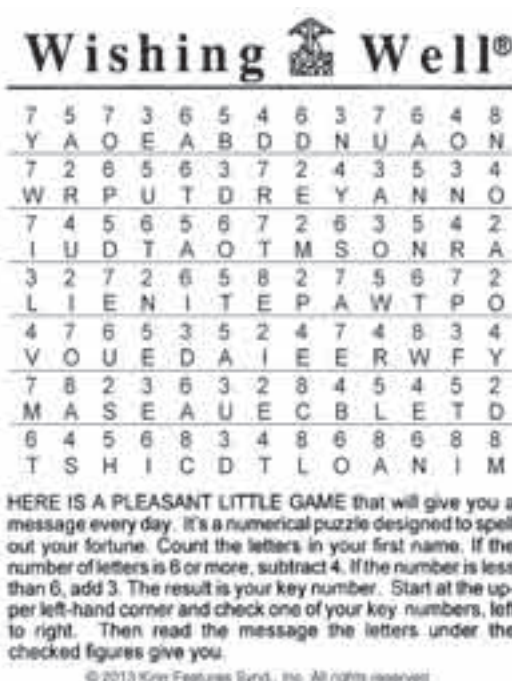 Wishing Well®
7 5 7 3 6 5 4 6 3 7 6 4 8
Y A O E A B D D N U A O N
7 2 6 5 6 3 7 2 4 3 5 3 4
W R P U T D R E Y A N N O
7 4 5 6 5 6 7 2 6 3 5 4 2
I U D T A O T M S O N R A
3 2 7 2 6 5 8 2 7 5 6 7 2
L I E N I T E P A W T P O
4 7 6 5 3 5 2 4 7 4 8 3 4
V O U E D A I E E R W F Y
7 8 2 3 6 3 2 8 4 5 4 5 2
M A S E A U E C B L E T D
6 4 5 6 8 3 4 8 6 8 6 8 8
T S H I C D T L O A N I M
HERE IS A PLEASANT LITTLE GAME that will give you a
message every day. It's a numerical puzzle designed to spell
out your fortune. Count the letters in your first name. If the
number of letters is 6 or more, subtract 4. If the number is less
than 6, add 3. The result is your key number. Start at the up-
per left-hand corner and check one of your key numbers, left
to right. Then read the message the letters under the
checked figures give you.
© 2013 King Features Synd., Inc. All rights reserved